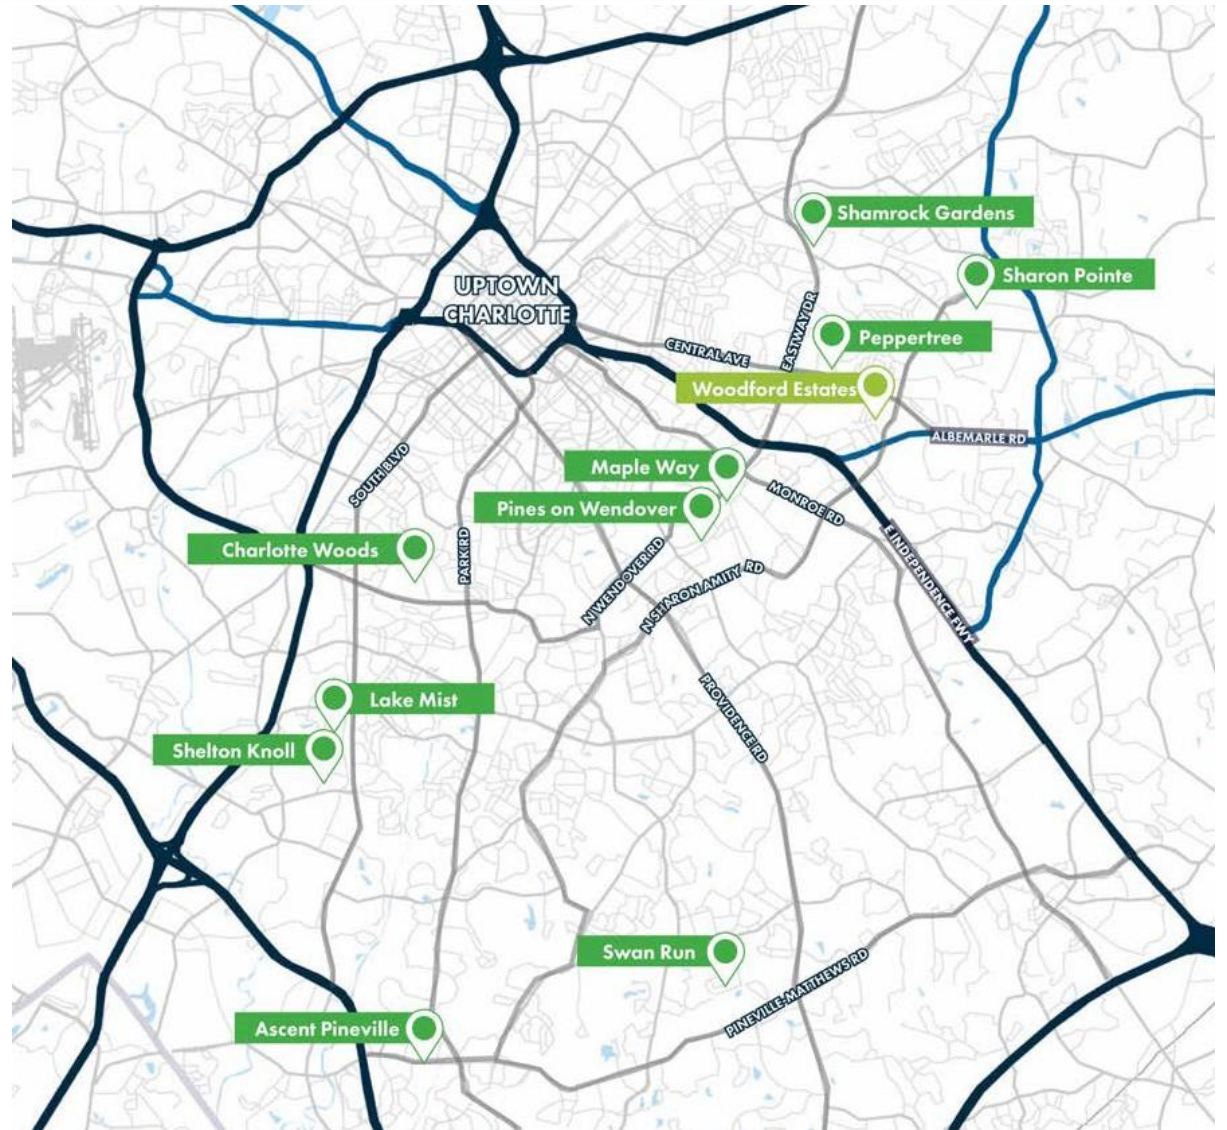 Shamrock Gardens
Sharon Pointe
UPTOWN
CHARLOTTE
EASTWAY DR
Peppertree
CENTRAL AVE
Woodford Estates
ALBEMARLE RD
SOUTH BLVD
Maple Way
MONROE RD
Pines on Wendover
Charlotte Woods
PARK RD
N WENDOVER RD
N SHARON AMITY RD
E INDEPENDENCE FWY
Lake Mist
PROVIDENCE RD
Shelton Knoll
Swan Run
PINEVILLE-MATTHEWS RD
Ascent Pineville